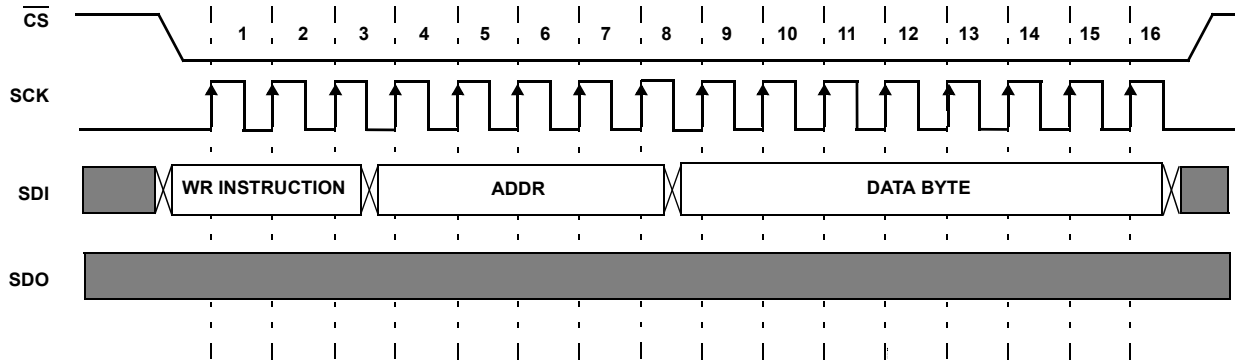 CS
1 2 3 4 5 6 7 8 9 10 11 12 13 14 15 16
SCK
SDI WR INSTRUCTION ADDR DATA BYTE
SDO